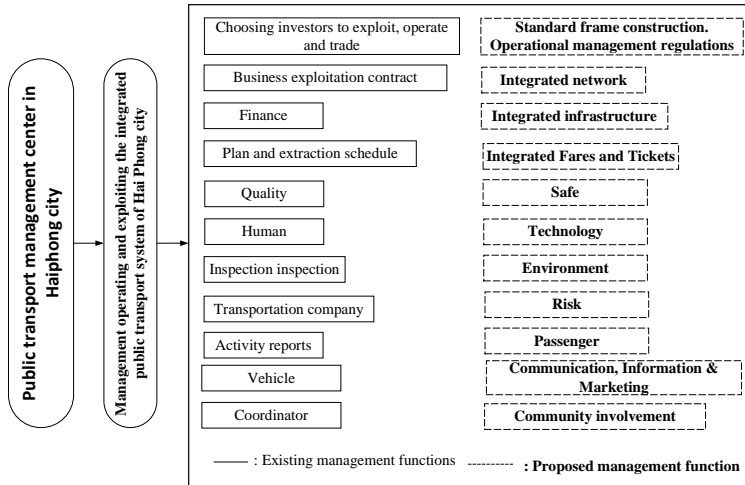 Public transport management center in
Haiphong city
Management operating and exploiting the integrated
public transport system of Hai Phong city
Choosing investors to exploit, operate
and trade
Business exploitation contract
Finance
Plan and extraction schedule
Quality
Human
Inspection inspection
Transportation company
Activity reports
Vehicle
Coordinator
Standard frame construction.
Operational management regulations
Integrated network
Integrated infrastructure
Integrated Fares and Tickets
Safe
Technology
Environment
Risk
Passenger
Communication, Information &
Marketing
Community involvement
: Existing management functions
: Proposed management function